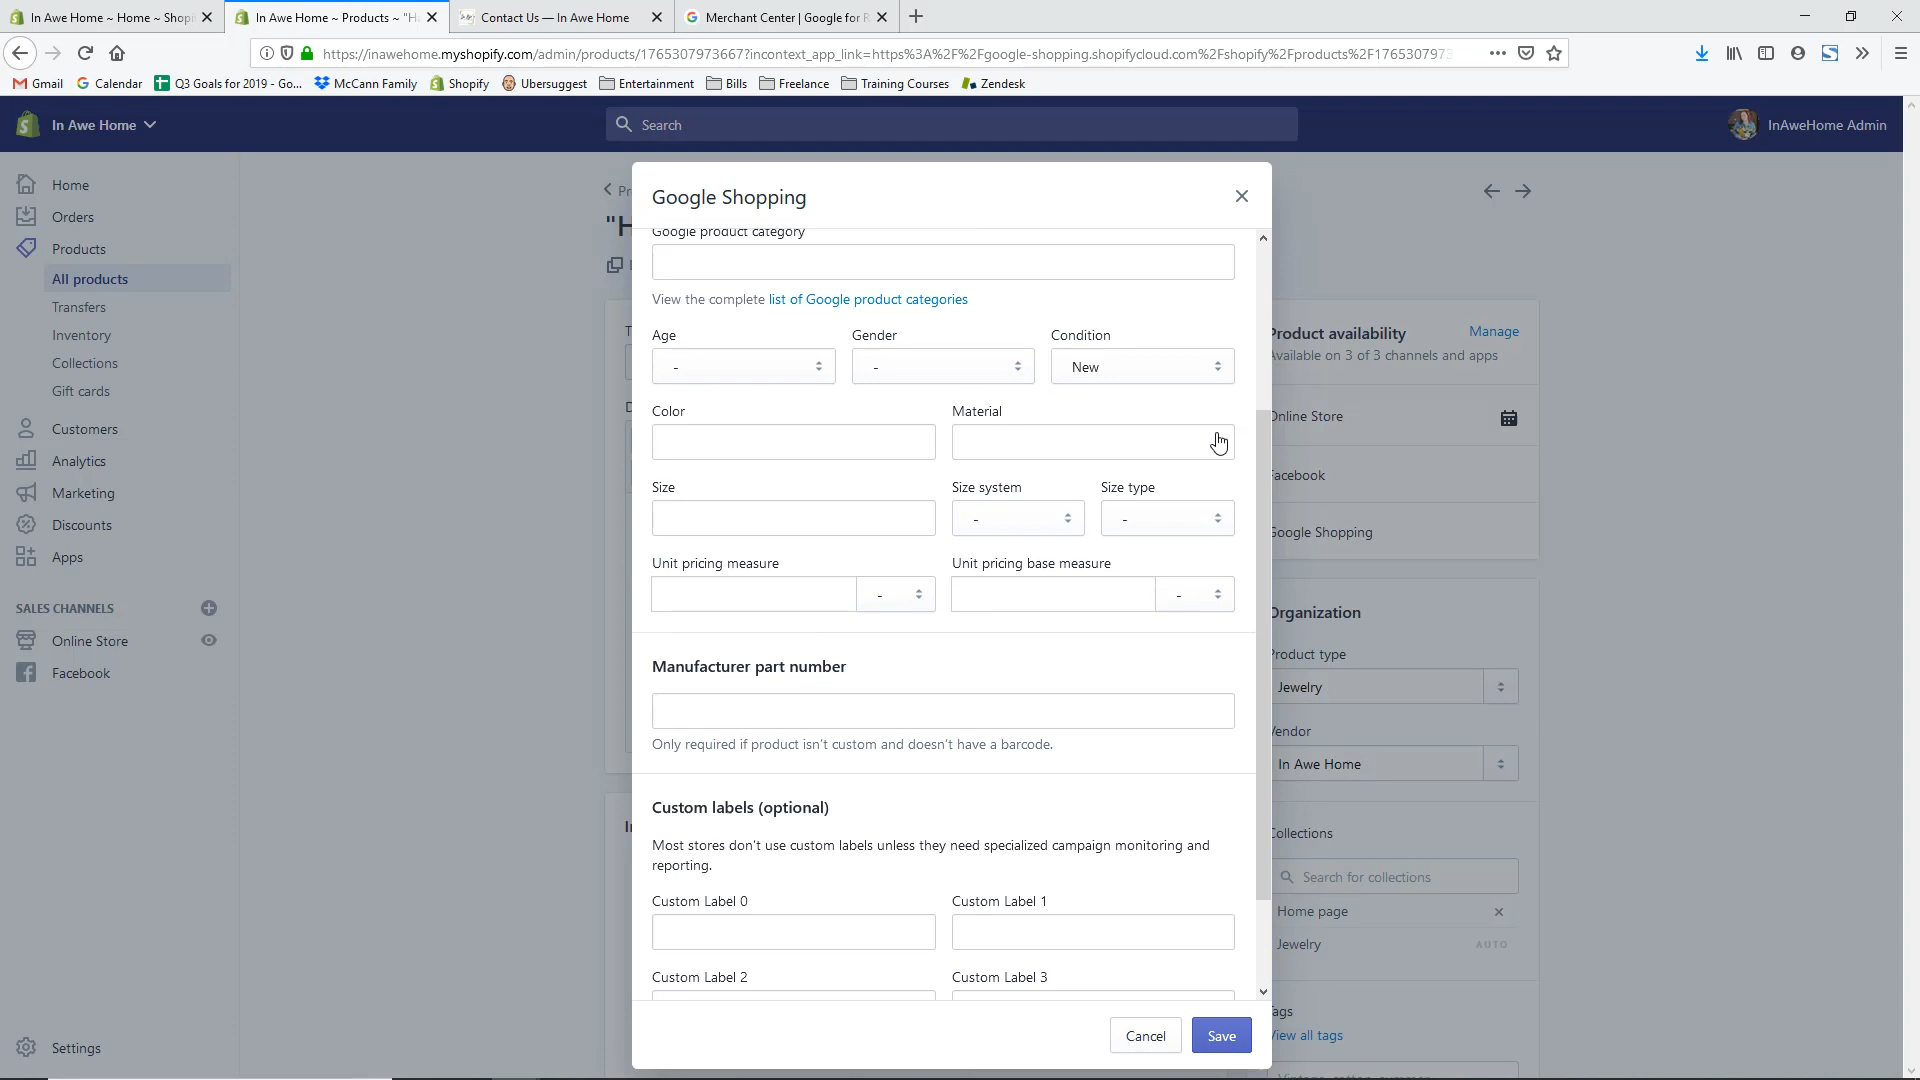 In Awe Home ~ Home ~ Shopi
In Awe Home ~ Products ~ "H
Contact Us — In Awe Home
Merchant Center | Google for R
https://inawehome.myshopify.com/admin/products/1765307973667?incontext_app_link=https%3A%2F%2Fgoogle-shopping.shopifycloud.com%2Fshopify%2Fproducts%2F1765307973
Gmail
Calendar
Q3 Goals for 2019 - Go...
McCann Family
Shopify
Ubersuggest
Entertainment
Bills
Freelance
Training Courses
Zendesk
In Awe Home
Search
InAweHome Admin
Home
Orders
Products
All products
Transfers
Inventory
Collections
Gift cards
Customers
Analytics
Marketing
Discounts
Apps
SALES CHANNELS
Online Store
Facebook
Settings
"H
Google Shopping
Google product category
View the complete list of Google product categories
Age
Gender
Condition
-
-
New
Color
Material
Size
Size system
Size type
-
-
Unit pricing measure
Unit pricing base measure
-
-
Manufacturer part number
Only required if product isn't custom and doesn't have a barcode.
Custom labels (optional)
Most stores don't use custom labels unless they need specialized campaign monitoring and
reporting.
Custom Label 0
Custom Label 1
Custom Label 2
Custom Label 3
Cancel
Save
Product availability
Manage
Available on 3 of 3 channels and apps
Online Store
Facebook
Google Shopping
Organization
Product type
Jewelry
Vendor
In Awe Home
Collections
Search for collections
Home page
Jewelry
AUTO
Tags
View all tags
Vintage, cotton, summer